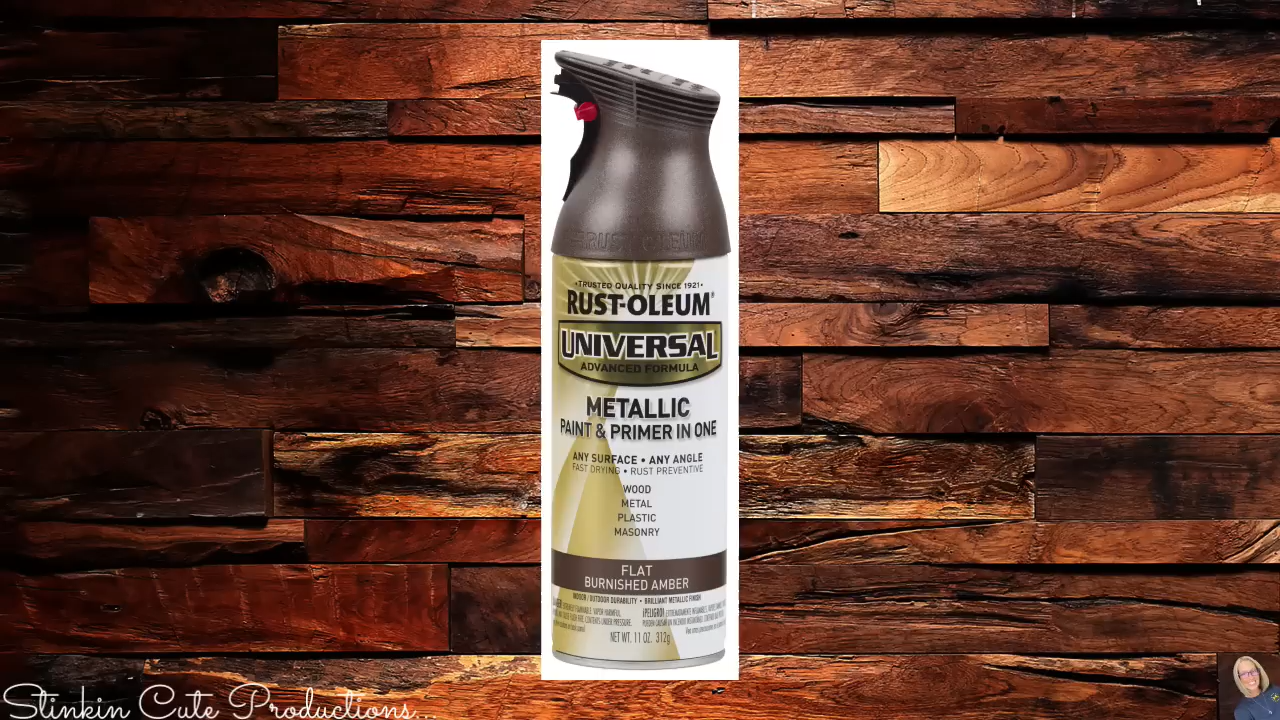 RUST-OLEUM
•TRUSTED QUALITY SINCE 1921•
RUST-OLEUM®
UNIVERSAL
ADVANCED FORMULA
METALLIC
PAINT & PRIMER IN ONE
ANY SURFACE • ANY ANGLE
FAST DRYING • RUST PREVENTIVE
WOOD
METAL
PLASTIC
MASONRY
FLAT
BURNISHED AMBER
INDOOR/OUTDOOR DURABILITY • BRILLIANT METALLIC FINISH
NET WT. 11 OZ. 312g
Stinkin Cute Productions...